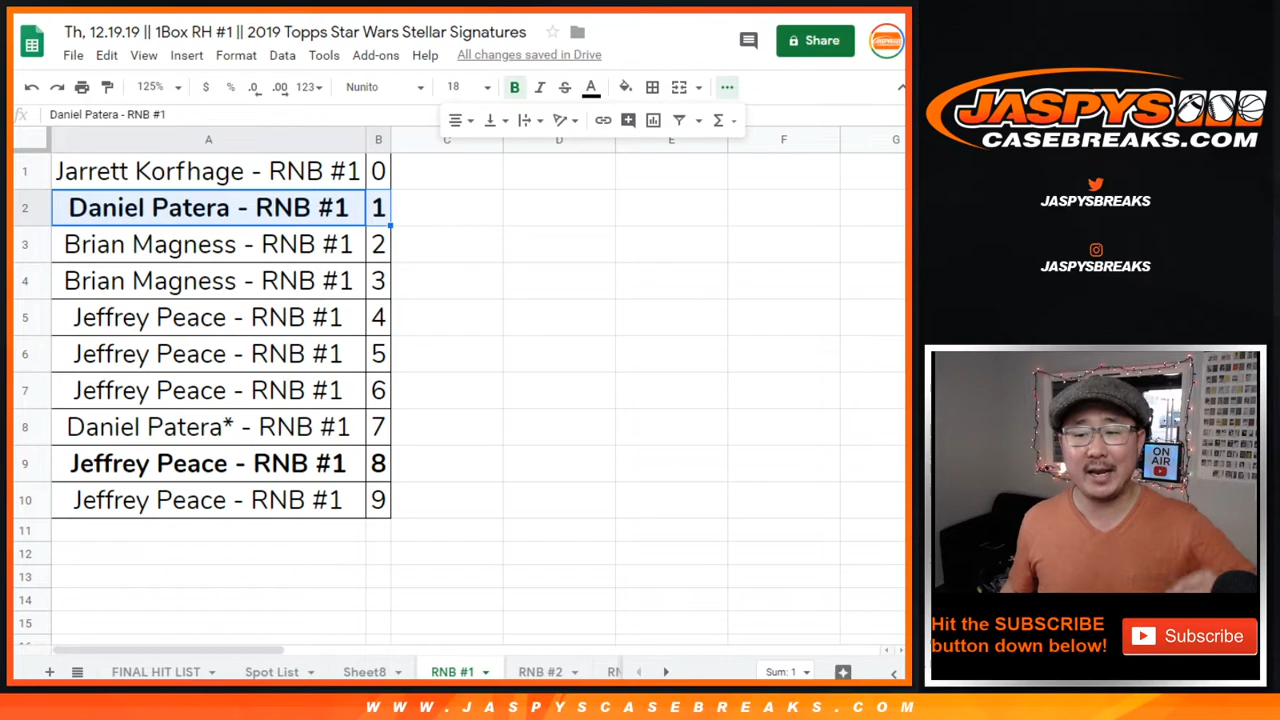 Th, 12.19.19 || 1Box RH #1 || 2019 Topps Star Wars Stellar Signatures
File Edit View Insert Format Data Tools Add-ons Help All changes saved in Drive
Share
125% $ % .0 .00 123 Nunito 18 B I S A
fx Daniel Patera - RNB #1
A B C D E F G
1 Jarrett Korfhage - RNB #1 0
2 Daniel Patera - RNB #1 1
3 Brian Magness - RNB #1 2
4 Brian Magness - RNB #1 3
5 Jeffrey Peace - RNB #1 4
6 Jeffrey Peace - RNB #1 5
7 Jeffrey Peace - RNB #1 6
8 Daniel Patera* - RNB #1 7
9 Jeffrey Peace - RNB #1 8
10 Jeffrey Peace - RNB #1 9
11
12
13
14
15
FINAL HIT LIST Spot List Sheet8 RNB #1 RNB #2 Sum: 1
JASPYS
CASEBREAKS.COM
JASPYSBREAKS
JASPYSBREAKS
ON
AIR
Hit the SUBSCRIBE
button down below!
Subscribe
WWW.JASPYSCASEBREAKS.COM